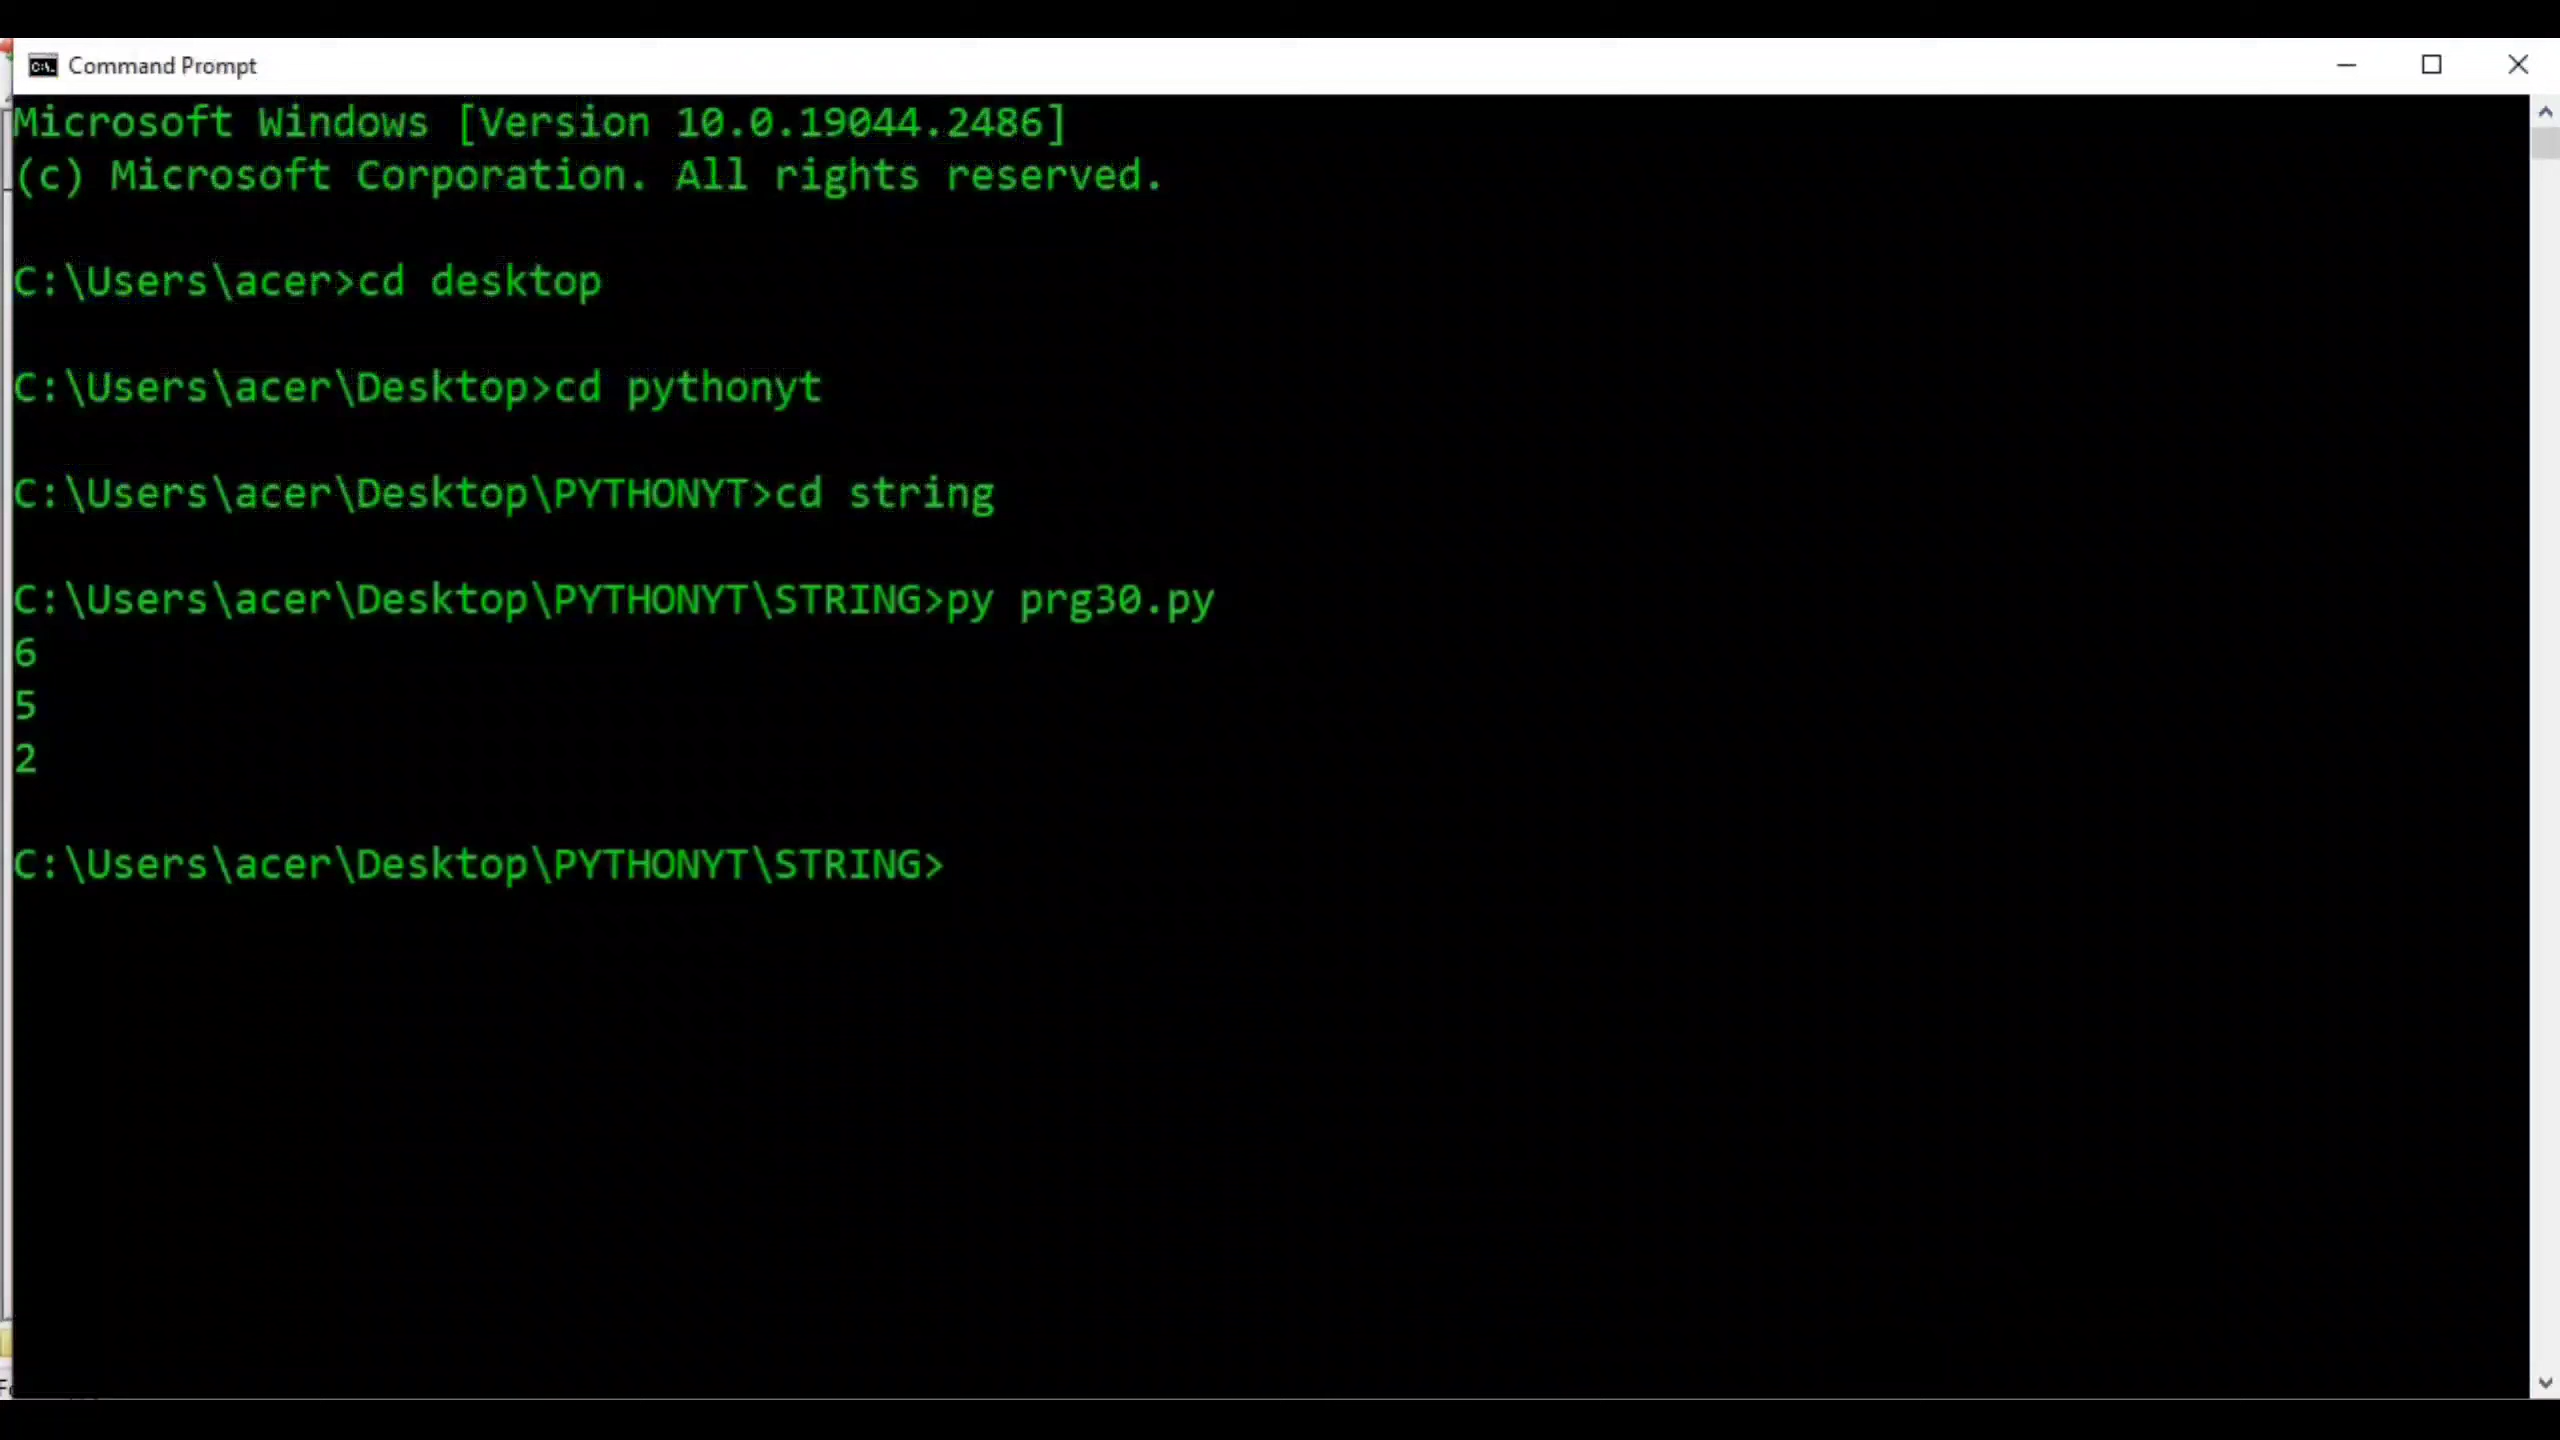 Command Prompt
Microsoft Windows [Version 10.0.19044.2486]
(c) Microsoft Corporation. All rights reserved.
C:\Users\acer>cd desktop
C:\Users\acer\Desktop>cd pythonyt
C:\Users\acer\Desktop\PYTHONYT>cd string
C:\Users\acer\Desktop\PYTHONYT\STRING>py prg30.py
6
5
2
C:\Users\acer\Desktop\PYTHONYT\STRING>